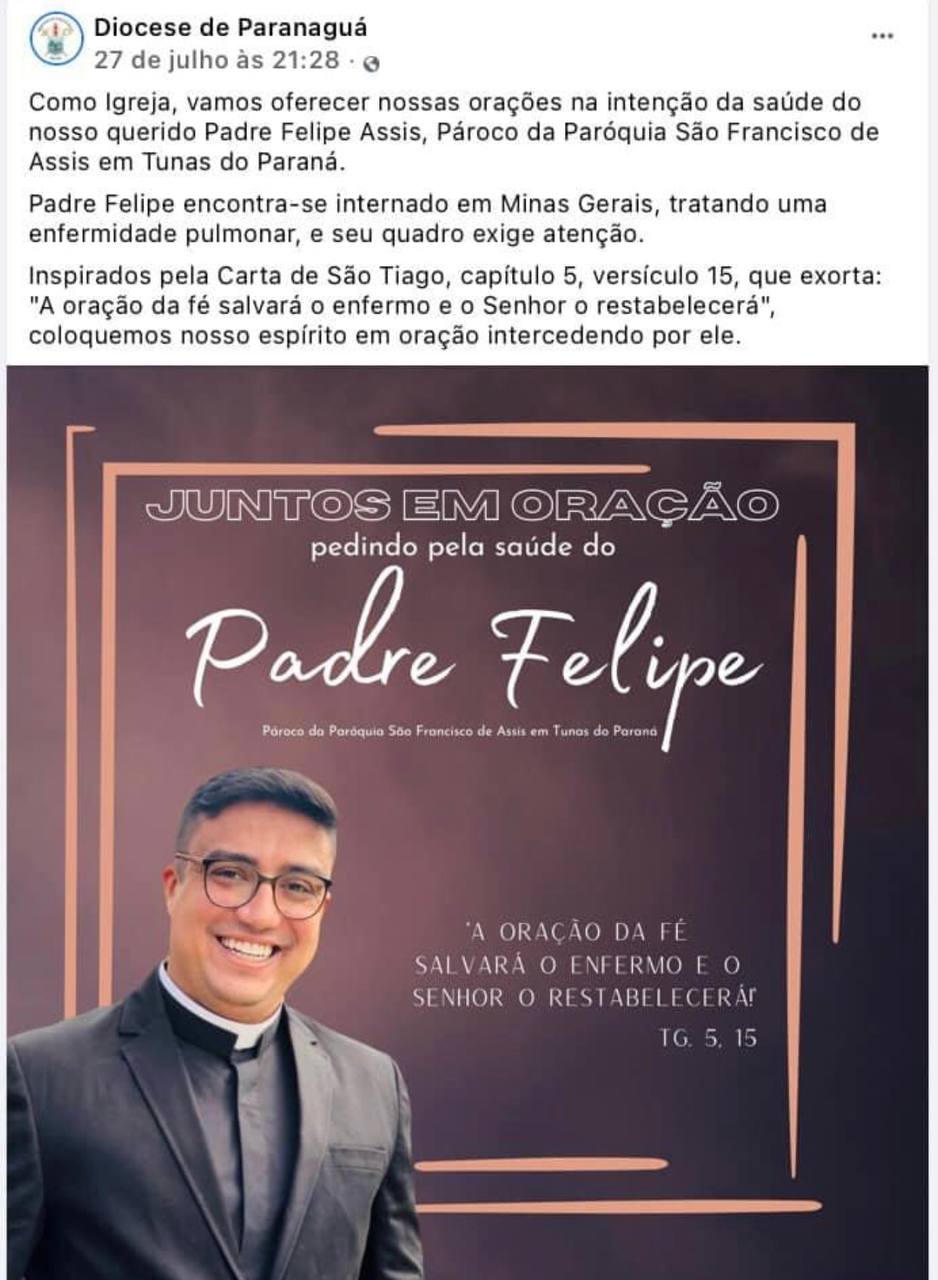 Diocese de Paranaguá
27 de julho às 21:28 ·
Como Igreja, vamos oferecer nossas orações na intenção da saúde do
nosso querido Padre Felipe Assis, Pároco da Paróquia São Francisco de
Assis em Tunas do Paraná.
Padre Felipe encontra-se internado em Minas Gerais, tratando uma
enfermidade pulmonar, e seu quadro exige atenção.
Inspirados pela Carta de São Tiago, capítulo 5, versículo 15, que exorta:
"A oração da fé salvará o enfermo e o Senhor o restabelecerá",
coloquemos nosso espírito em oração intercedendo por ele.
JUNTOS EM ORAÇÃO
pedindo pela saúde do
Padre Felipe
Pároco da Paróquia São Francisco de Assis em Tunas do Paraná
"A ORAÇÃO DA FÉ
SALVARÁ O ENFERMO E O
SENHOR O RESTABELECERÁ!"
TG. 5, 15